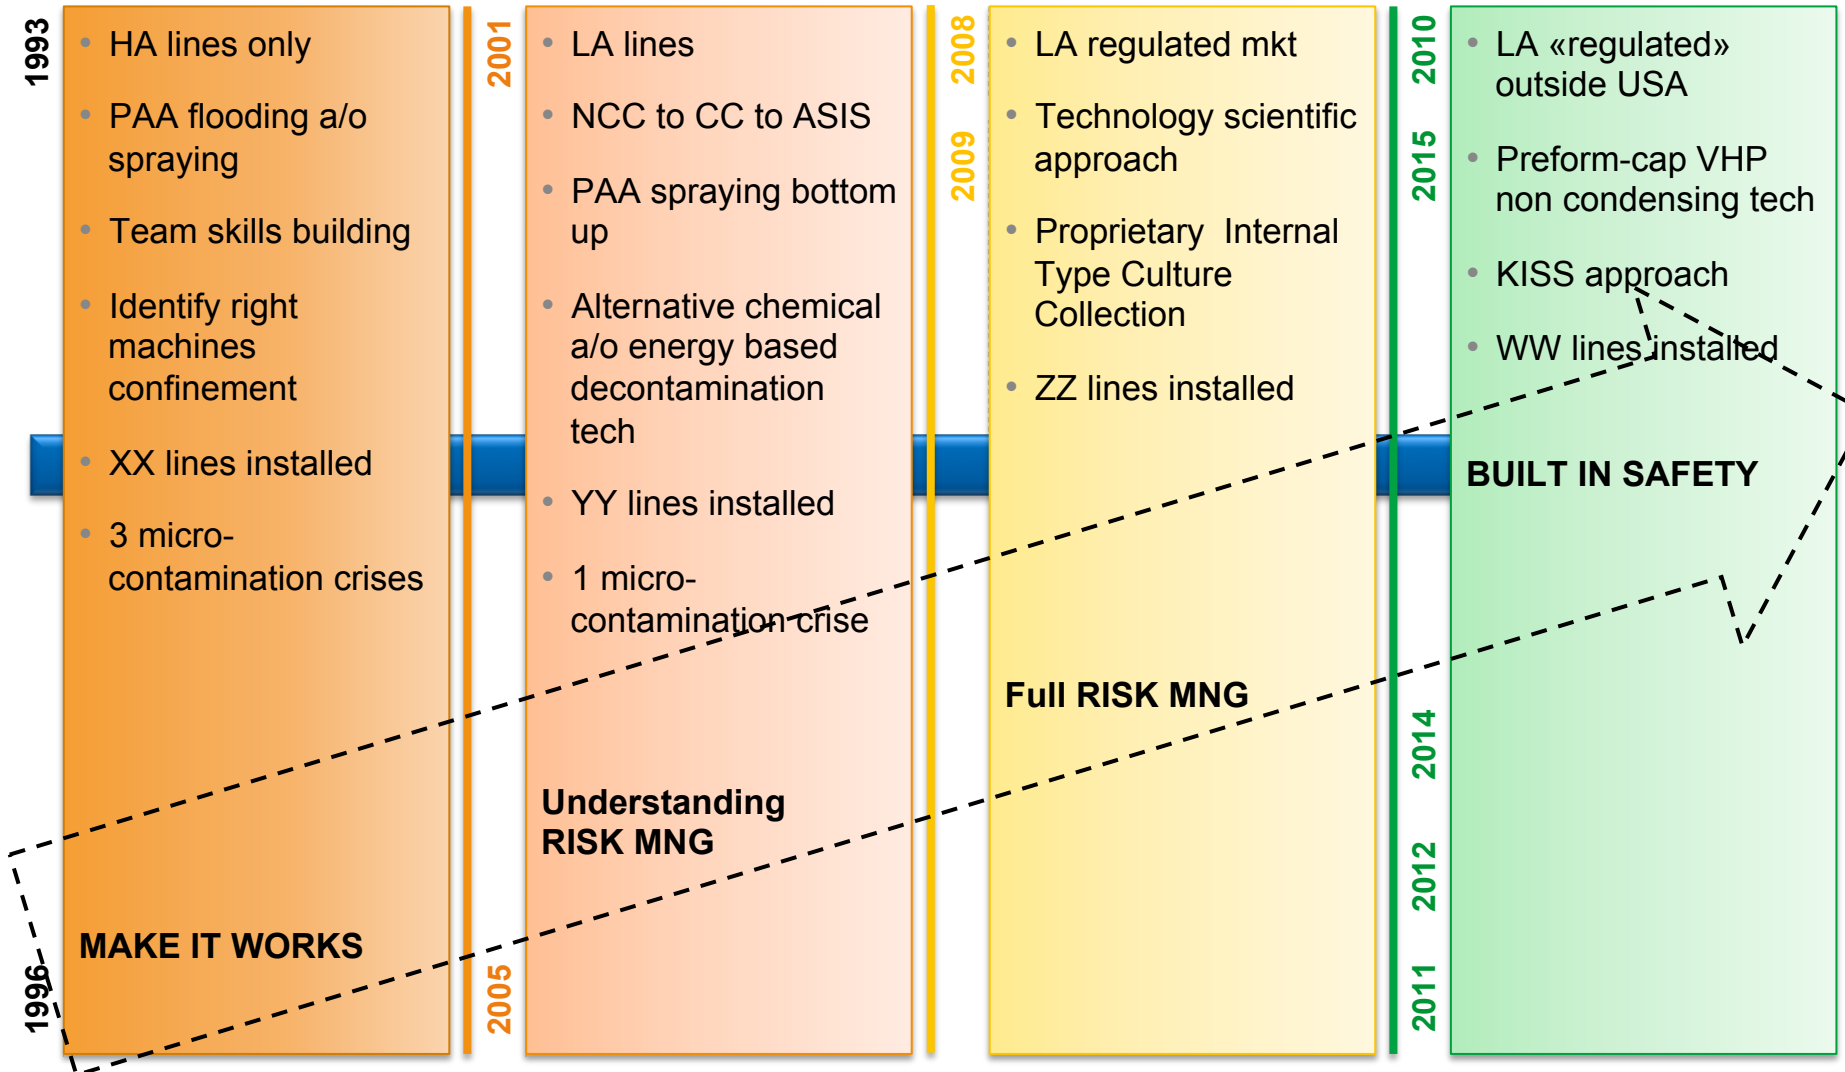 1993
• HA lines only
• PAA flooding a/o
spraying
• Team skills building
• Identify right
machines
confinement
• XX lines installed
• 3 micro-
contamination crises
MAKE IT WORKS
1996
2001
• LA lines
• NCC to CC to ASIS
• PAA spraying bottom
up
• Alternative chemical
a/o energy based
decontamination
tech
• YY lines installed
• 1 micro-
contamination crise
Understanding
RISK MNG
2005
2008
2009
• LA regulated mkt
• Technology scientific
approach
• Proprietary Internal
Type Culture
Collection
• ZZ lines installed
Full RISK MNG
2010
2015
• LA «regulated»
outside USA
• Preform-cap VHP
non condensing tech
• KISS approach
• WW lines installed
BUILT IN SAFETY
2014
2012
2011